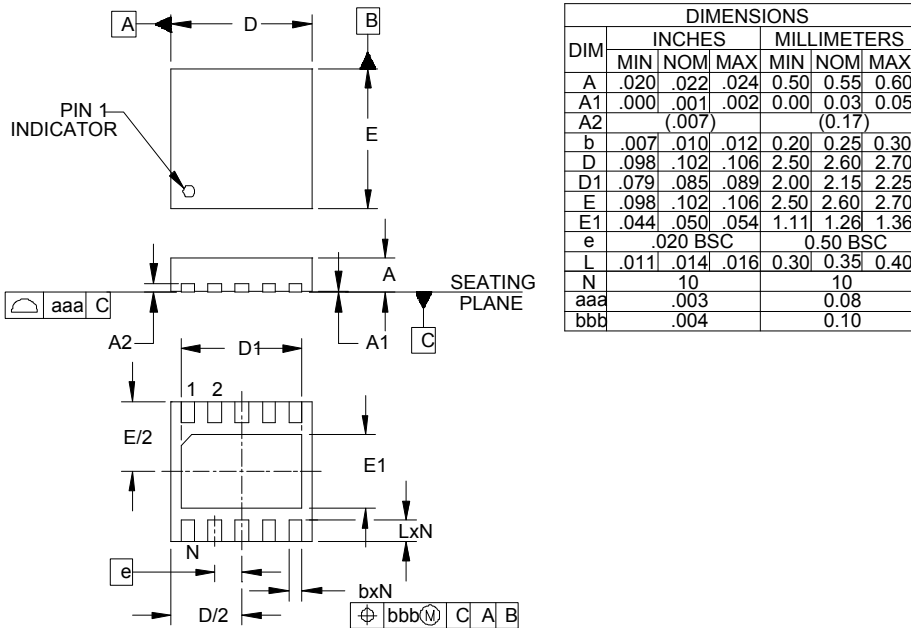 A
D
B
PIN 1
INDICATOR
E
A
SEATING
PLANE
aaa C
A2
D1
A1
C
1 2
E/2
E1
LxN
N
e
bxN
D/2
bbb M C A B
DIMENSIONS
DIM INCHES MILLIMETERS
MIN NOM MAX MIN NOM MAX
A .020 .022 .024 0.50 0.55 0.60
A1 .000 .001 .002 0.00 0.03 0.05
A2 (.007) (0.17)
b .007 .010 .012 0.20 0.25 0.30
D .098 .102 .106 2.50 2.60 2.70
D1 .079 .085 .089 2.00 2.15 2.25
E .098 .102 .106 2.50 2.60 2.70
E1 .044 .050 .054 1.11 1.26 1.36
e .020 BSC 0.50 BSC
L .011 .014 .016 0.30 0.35 0.40
N 10 10
aaa .003 0.08
bbb .004 0.10